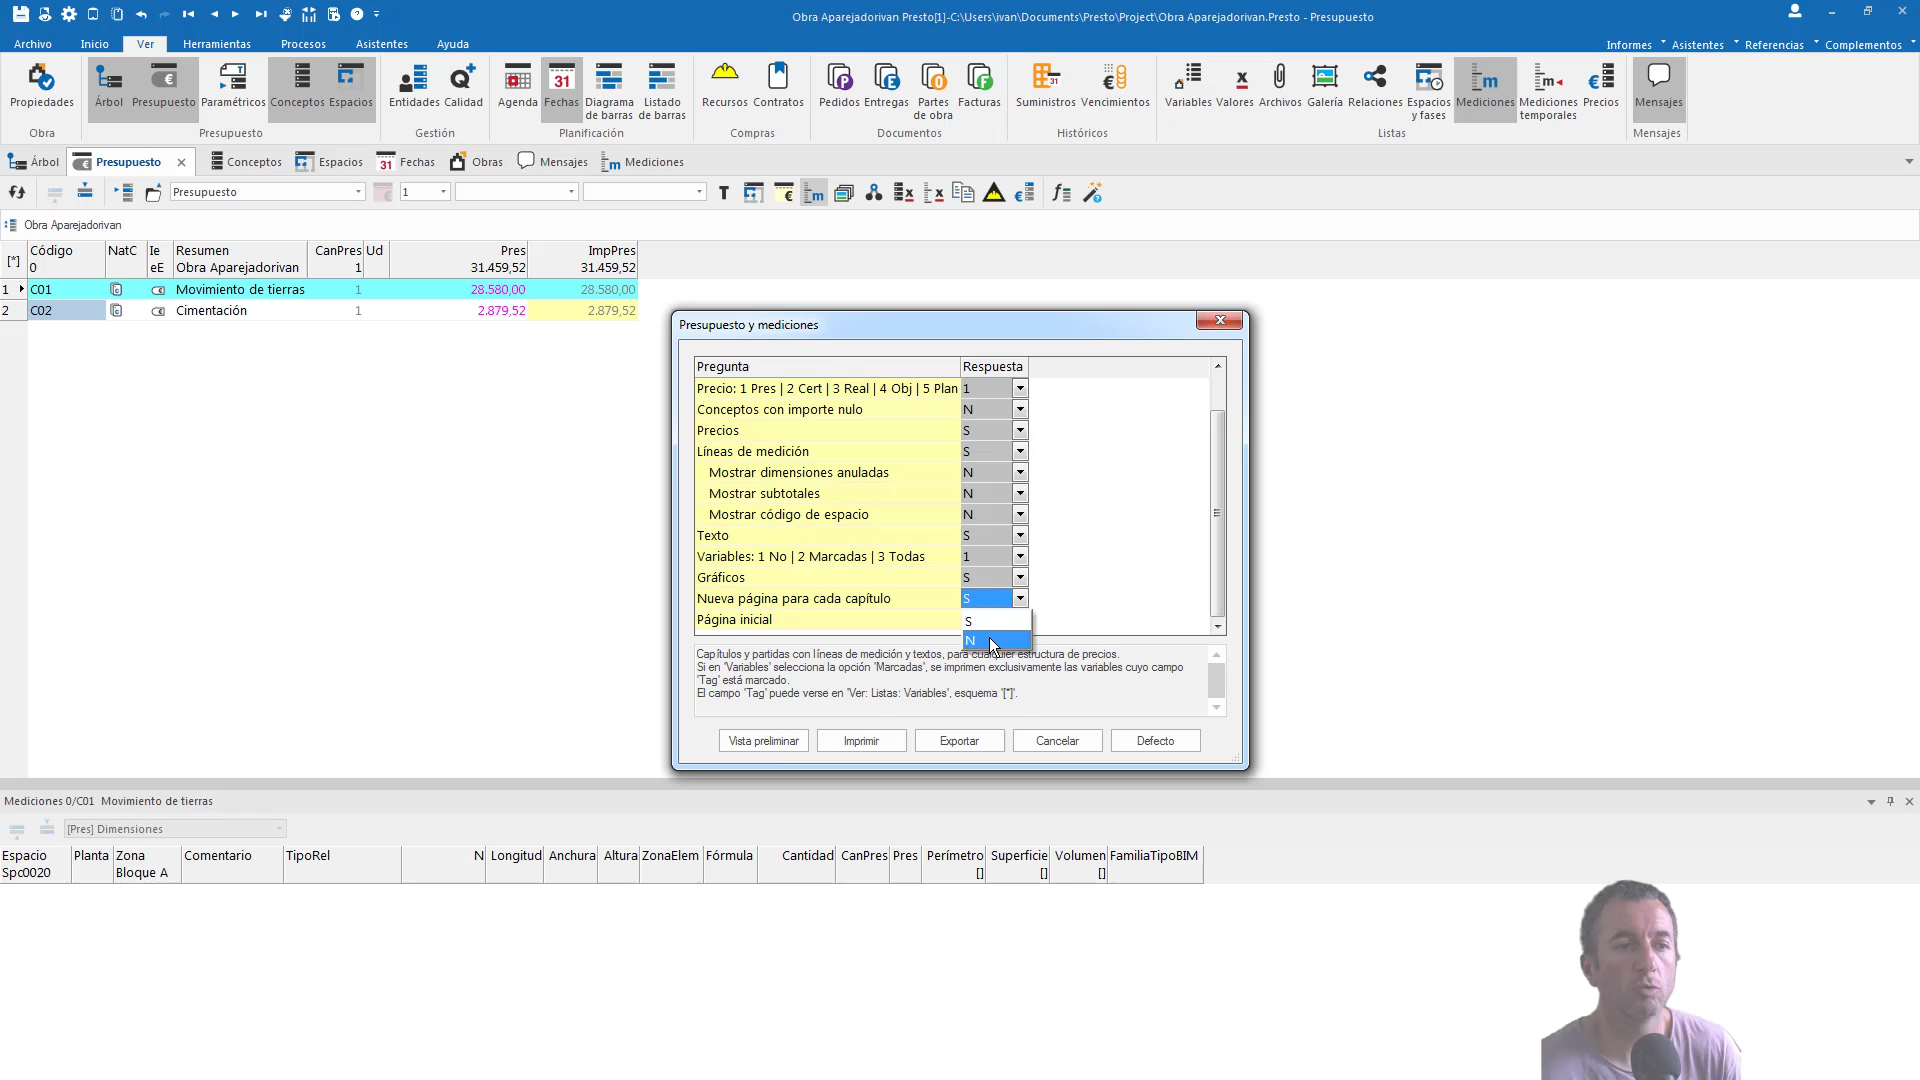 Obra Aparejadorivan Presto[1]-C:\Users\ivan\Documents\Presto\Project\Obra Aparejadorivan.Presto - Presupuesto
Archivo Inicio Ver Herramientas Procesos Asistentes Ayuda
Informes Asistentes Referencias Complementos
Propiedades Árbol Presupuesto Paramétricos Conceptos Espacios Entidades Calidad Agenda Fechas Diagrama de barras Listado de barras Recursos Contratos Pedidos Entregas Partes de obra Facturas Suministros Vencimientos Variables Valores Archivos Galería Relaciones Espacios y fases Mediciones Mediciones temporales Precios Mensajes
Obra Presupuesto Gestión Planificación Compras Documentos Históricos Listas Mensajes
Árbol Presupuesto Conceptos Espacios Fechas Obras Mensajes Mediciones
Presupuesto 1
Obra Aparejadorivan
[*] Código NatC Ie Resumen CanPres Ud Pres ImpPres
0 eE Obra Aparejadorivan 1 31.459,52 31.459,52
1 C01 Movimiento de tierras 1 28.580,00 28.580,00
2 C02 Cimentación 1 2.879,52 2.879,52
Presupuesto y mediciones
Pregunta Respuesta
Precio: 1 Pres | 2 Cert | 3 Real | 4 Obj | 5 Plan 1
Conceptos con importe nulo N
Precios S
Líneas de medición S
Mostrar dimensiones anuladas N
Mostrar subtotales N
Mostrar código de espacio N
Texto S
Variables: 1 No | 2 Marcadas | 3 Todas 1
Gráficos S
Nueva página para cada capítulo S
Página inicial
S
N
Capítulos y partidas con líneas de medición y textos, para cualquier estructura de precios.
Si en 'Variables' selecciona la opción 'Marcadas', se imprimen exclusivamente las variables cuyo campo
'Tag' está marcado.
El campo 'Tag' puede verse en 'Ver: Listas: Variables', esquema '[*]'.
Vista preliminar Imprimir Exportar Cancelar Defecto
Mediciones 0/C01 Movimiento de tierras
[Pres] Dimensiones
Espacio Planta Zona Comentario TipoRel N Longitud Anchura Altura ZonaElem Fórmula Cantidad CanPres Pres Perímetro Superficie Volumen FamiliaTipoBIM
Spc0020 Bloque A [] [] []